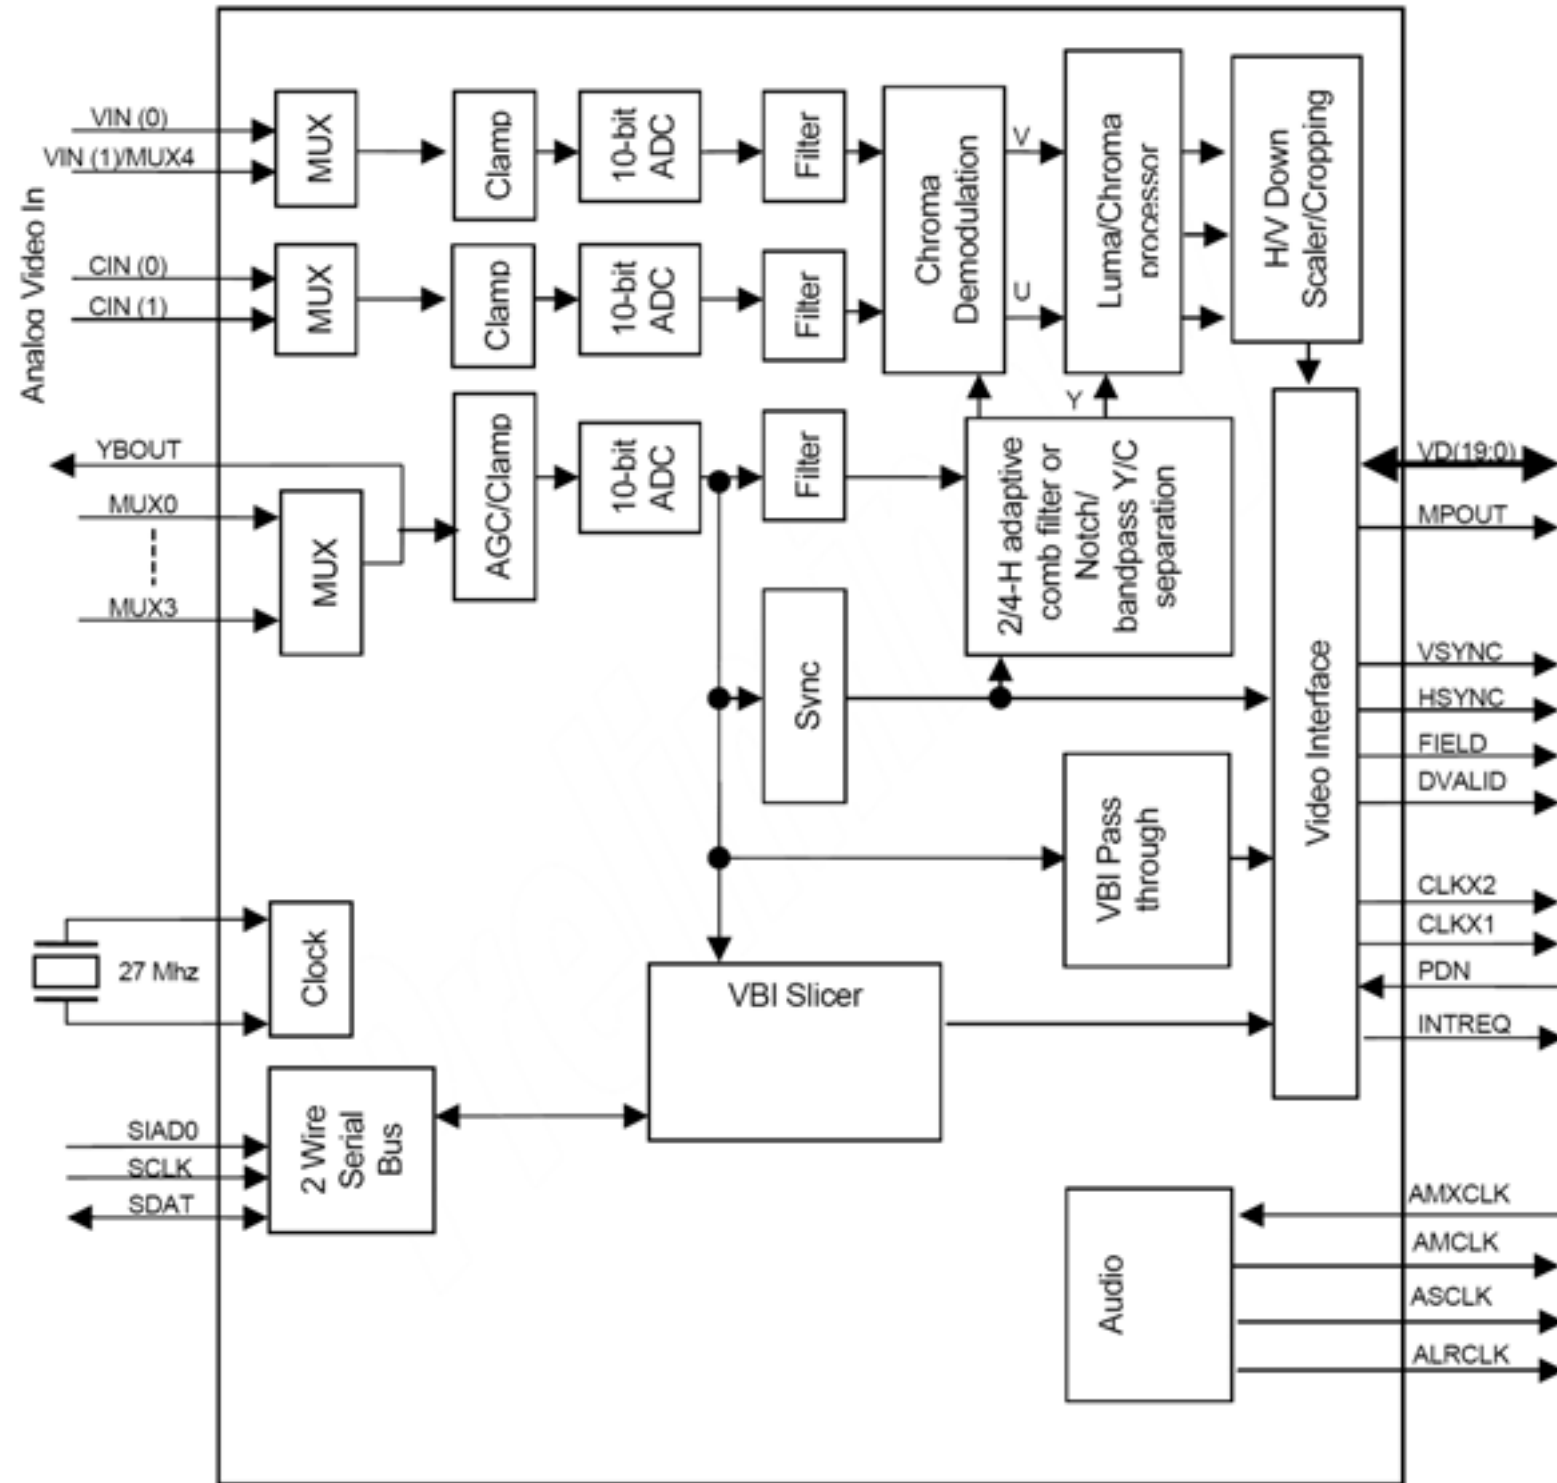 Analog Video In
VIN (0)
VIN (1)/MUX4
CIN (0)
CIN (1)
YBOUT
MUX0
MUX3
27 Mhz
SIAD0
SCLK
SDAT
MUX
Clamp
10-bit
ADC
Filter
MUX
Clamp
10-bit
ADC
Filter
MUX
AGC/Clamp
10-bit
ADC
Filter
Chroma
Demodulation
V
U
Luma/Chroma
processor
H/V Down
Scaler/Cropping
Y
2/4-H adaptive
comb filter or
Notch/
bandpass Y/C
separation
Sync
VBI Pass
through
Video Interface
Clock
VBI Slicer
2 Wire
Serial
Bus
Audio
VD(19:0)
MPOUT
VSYNC
HSYNC
FIELD
DVALID
CLKX2
CLKX1
PDN
INTREQ
AMXCLK
AMCLK
ASCLK
ALRCLK